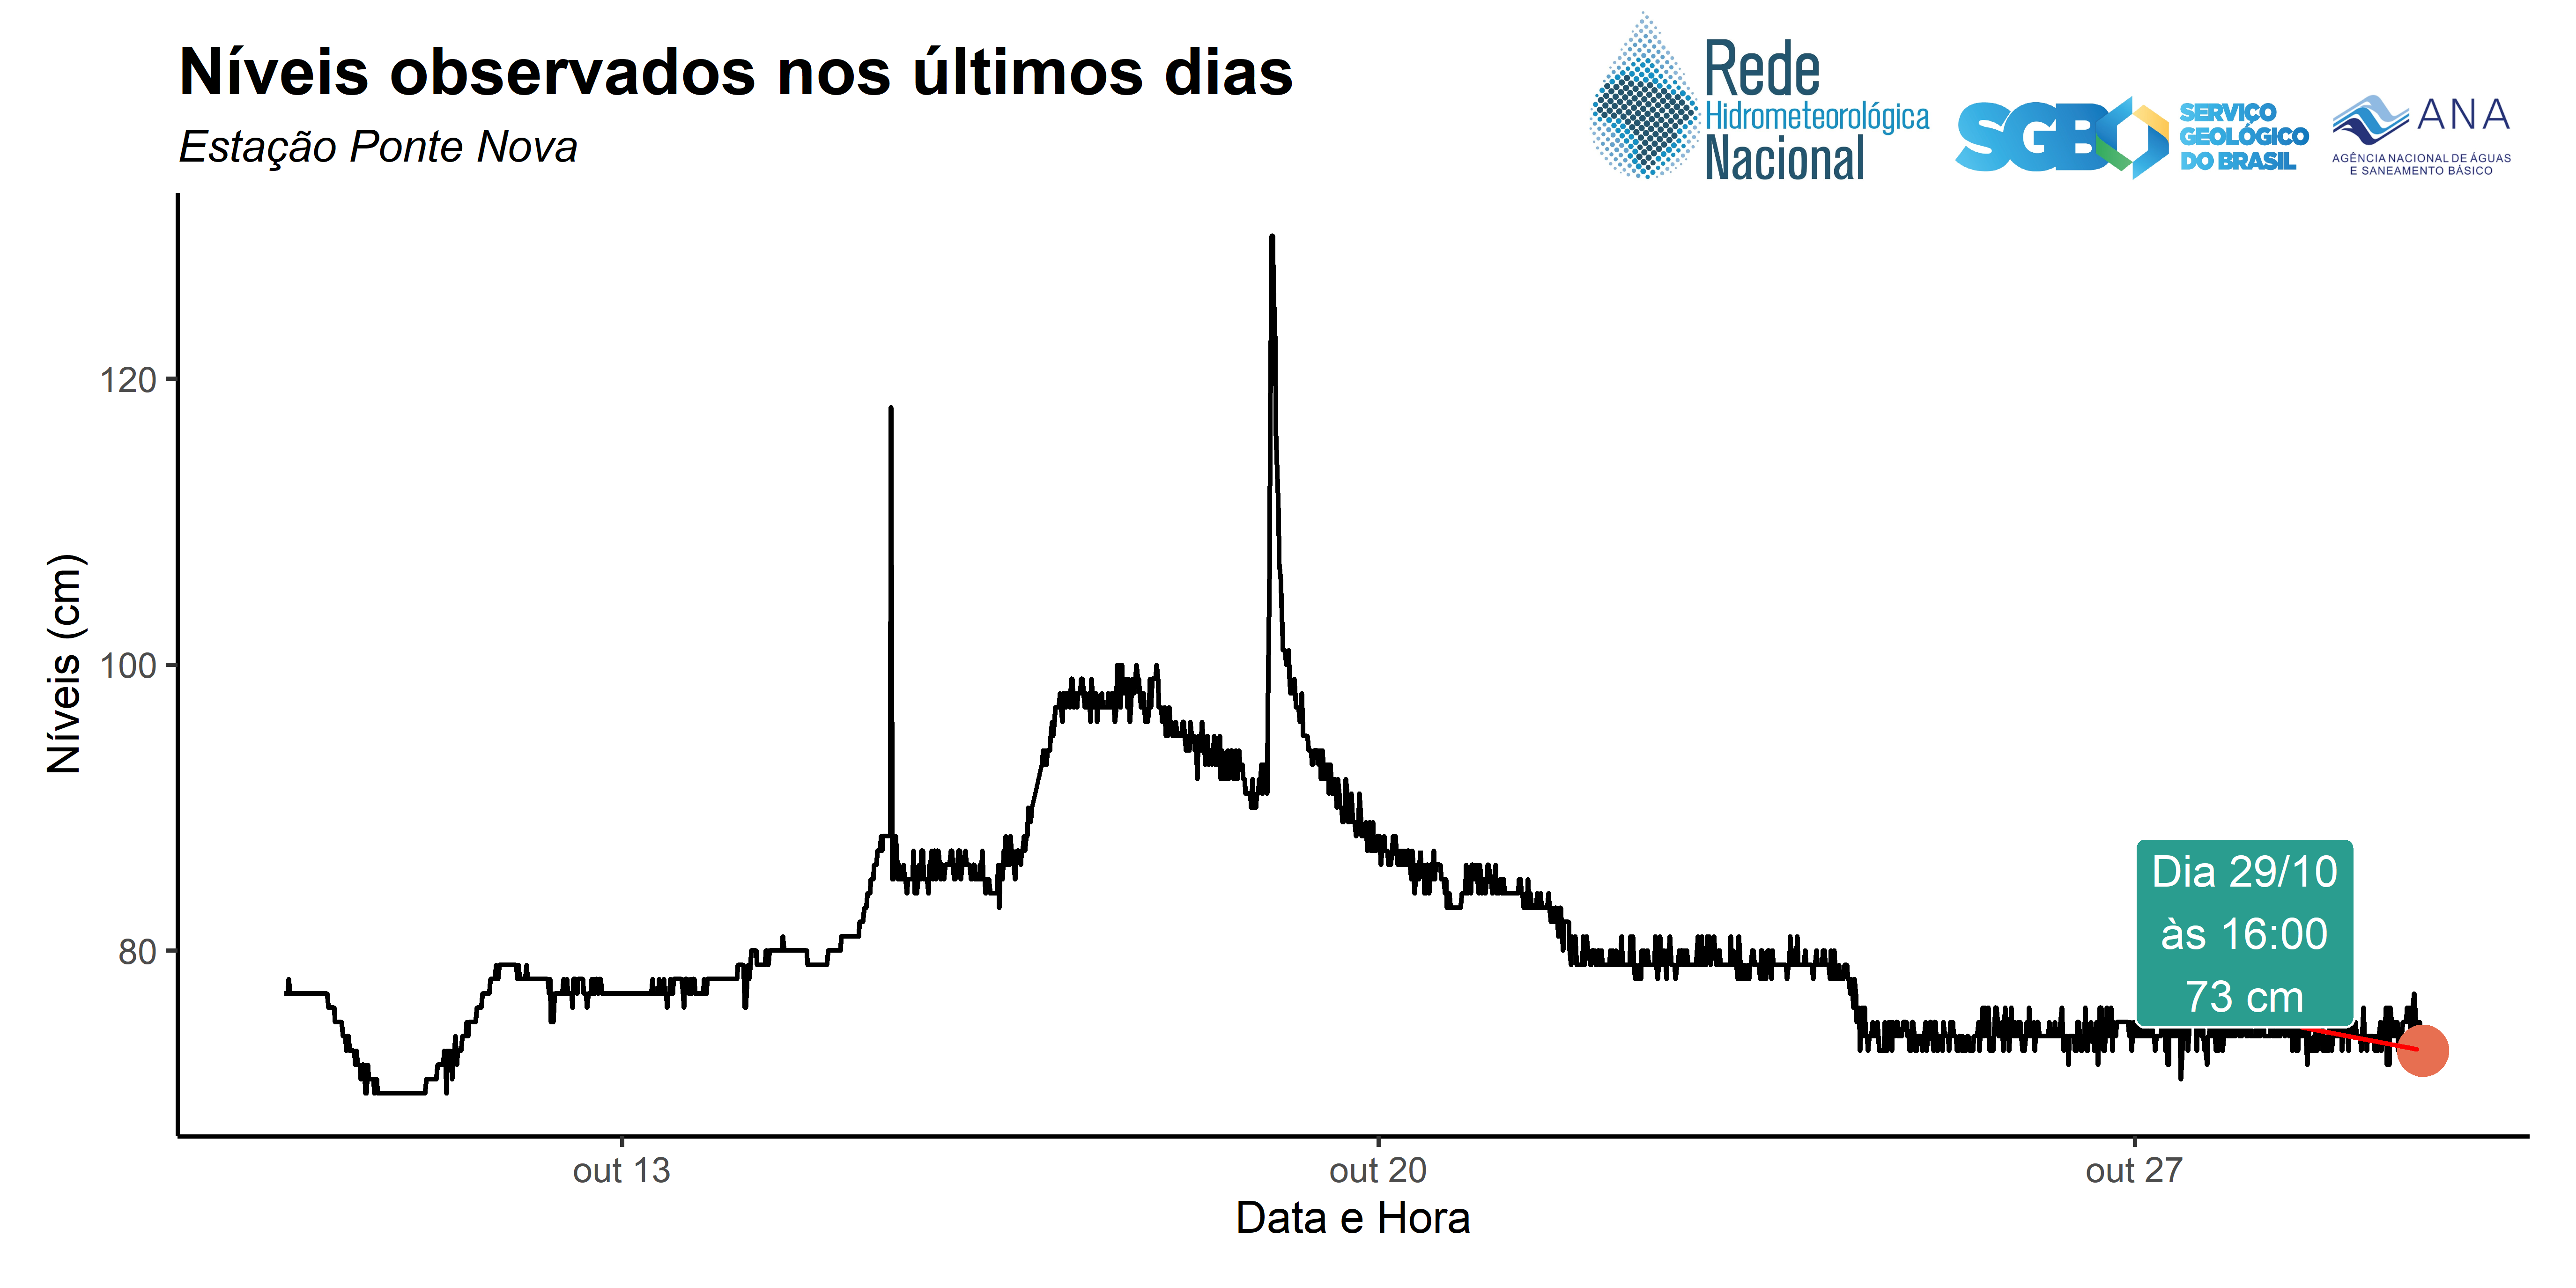 Níveis observados nos últimos dias
Estação Ponte Nova
Rede
Hidrometeorológica
Nacional
SGB
SERVIÇO
GEOLÓGICO
DO BRASIL
ANA
AGÊNCIA NACIONAL DE ÁGUAS
E SANEAMENTO BÁSICO
Níveis (cm)
120
100
80
Dia 29/10
às 16:00
73 cm
out 13
out 20
out 27
Data e Hora